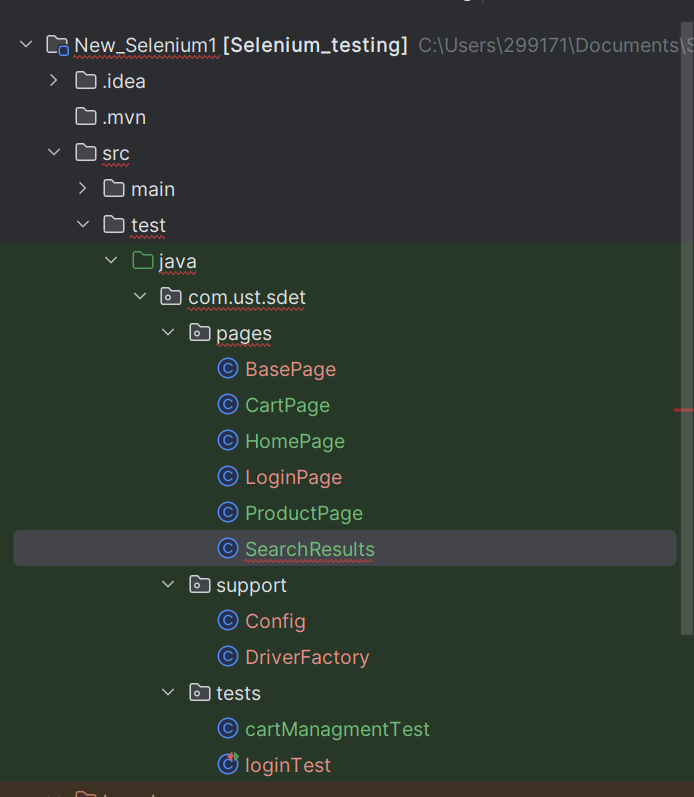 New_Selenium1 [Selenium_testing] C:\Users\299171\Documents\S
.idea
.mvn
src
main
test
java
com.ust.sdet
pages
BasePage
CartPage
HomePage
LoginPage
ProductPage
SearchResults
support
Config
DriverFactory
tests
cartManagmentTest
loginTest